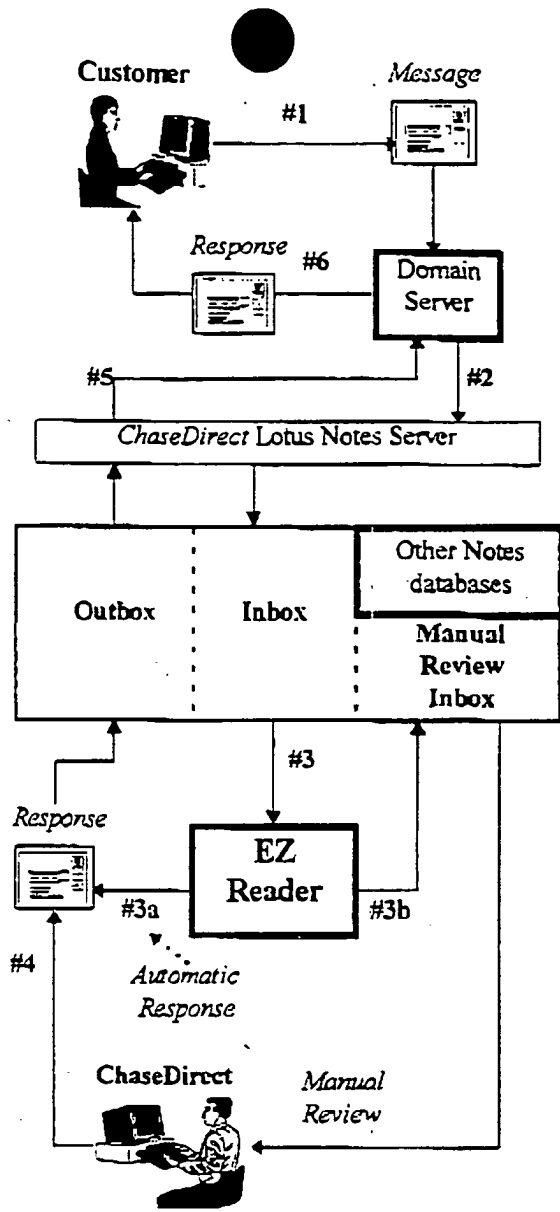 Customer
Message
#1
Response
#6
Domain
Server
#5
#2
ChaseDirect Lotus Notes Server
Other Notes
databases
Outbox
Inbox
Manual
Review
Inbox
#3
Response
EZ
Reader
#3a
#3b
#4
Automatic
Response
ChaseDirect
Manual
Review